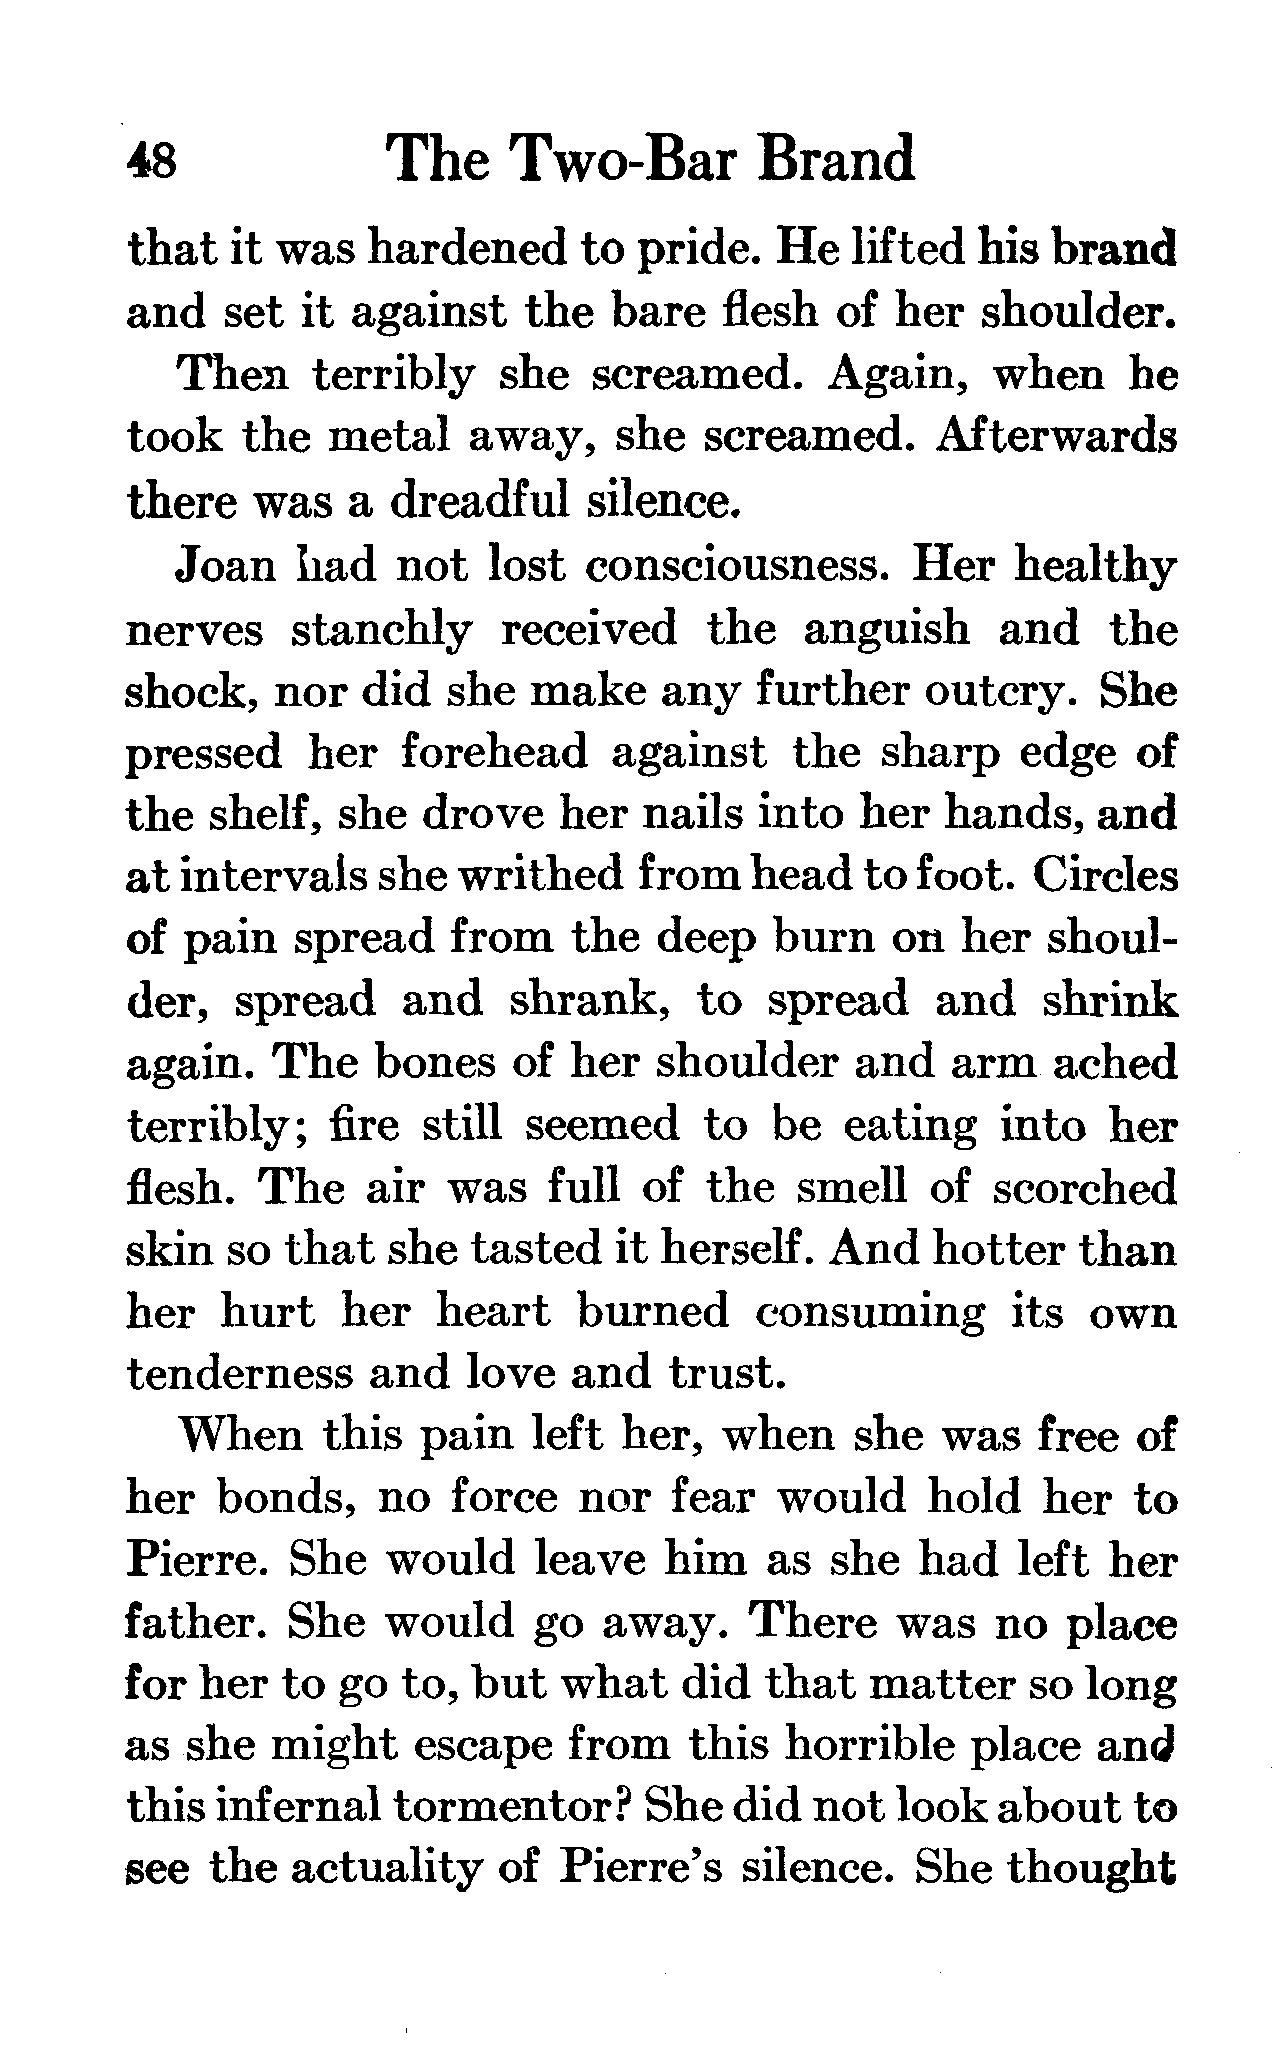 48 The Two-Bar Brand
that it was hardened to pride. He lifted his brand
and set it against the bare flesh of her shoulder.
Then terribly she screamed. Again, when he
took the metal away, she screamed. Afterwards
there was a dreadful silence.
Joan had not lost consciousness. Her healthy
nerves stanchly received the anguish and the
shock, nor did she make any further outcry. She
pressed her forehead against the sharp edge of
the shelf, she drove her nails into her hands, and
at intervals she writhed from head to foot. Circles
of pain spread from the deep burn on her shoul-
der, spread and shrank, to spread and shrink
again. The bones of her shoulder and arm ached
terribly; fire still seemed to be eating into her
flesh. The air was full of the smell of scorched
skin so that she tasted it herself. And hotter than
her hurt her heart burned consuming its own
tenderness and love and trust.
When this pain left her, when she was free of
her bonds, no force nor fear would hold her to
Pierre. She would leave him as she had left her
father. She would go away. There was no place
for her to go to, but what did that matter so long
as she might escape from this horrible place and
this infernal tormentor? She did not look about to
see the actuality of Pierre's silence. She thought